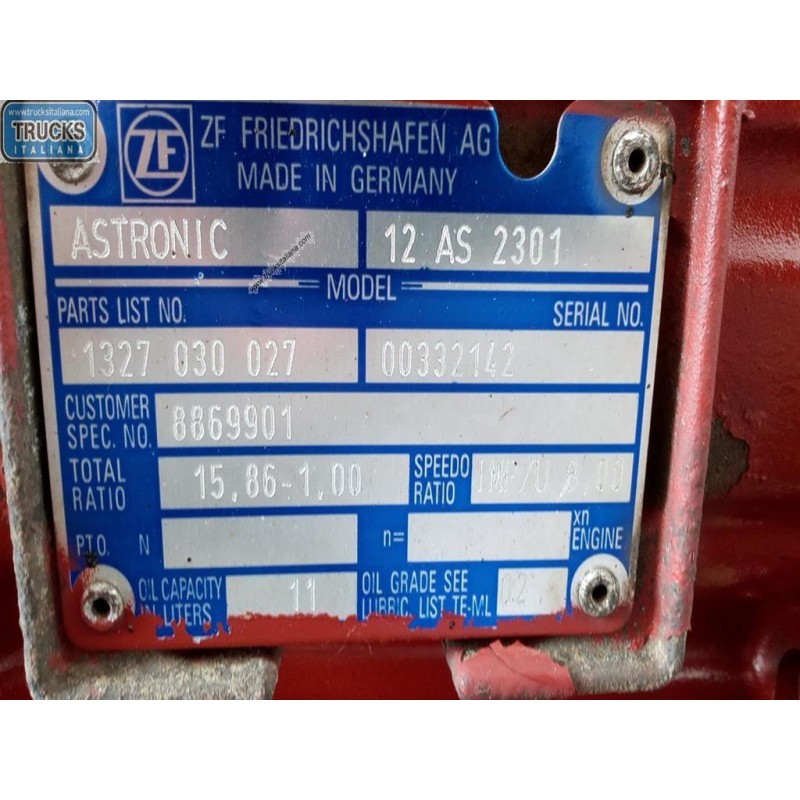 www.trucksitaliana.com
TRUCKS
ITALIANA
ZF
ZF FRIEDRICHSHAFEN AG
MADE IN GERMANY
ASTRONIC 12 AS 2301
MODEL
PARTS LIST NO. SERIAL NO.
1327 030 027 00332142
CUSTOMER
SPEC. NO. 8869901
TOTAL
RATIO 15,86-1,00 SPEEDO
RATIO IMP/U
P.T.O. N n= xn
ENGINE
OIL CAPACITY
IN LITERS 11 OIL GRADE SEE
LUBRIC. LIST TE-ML 02